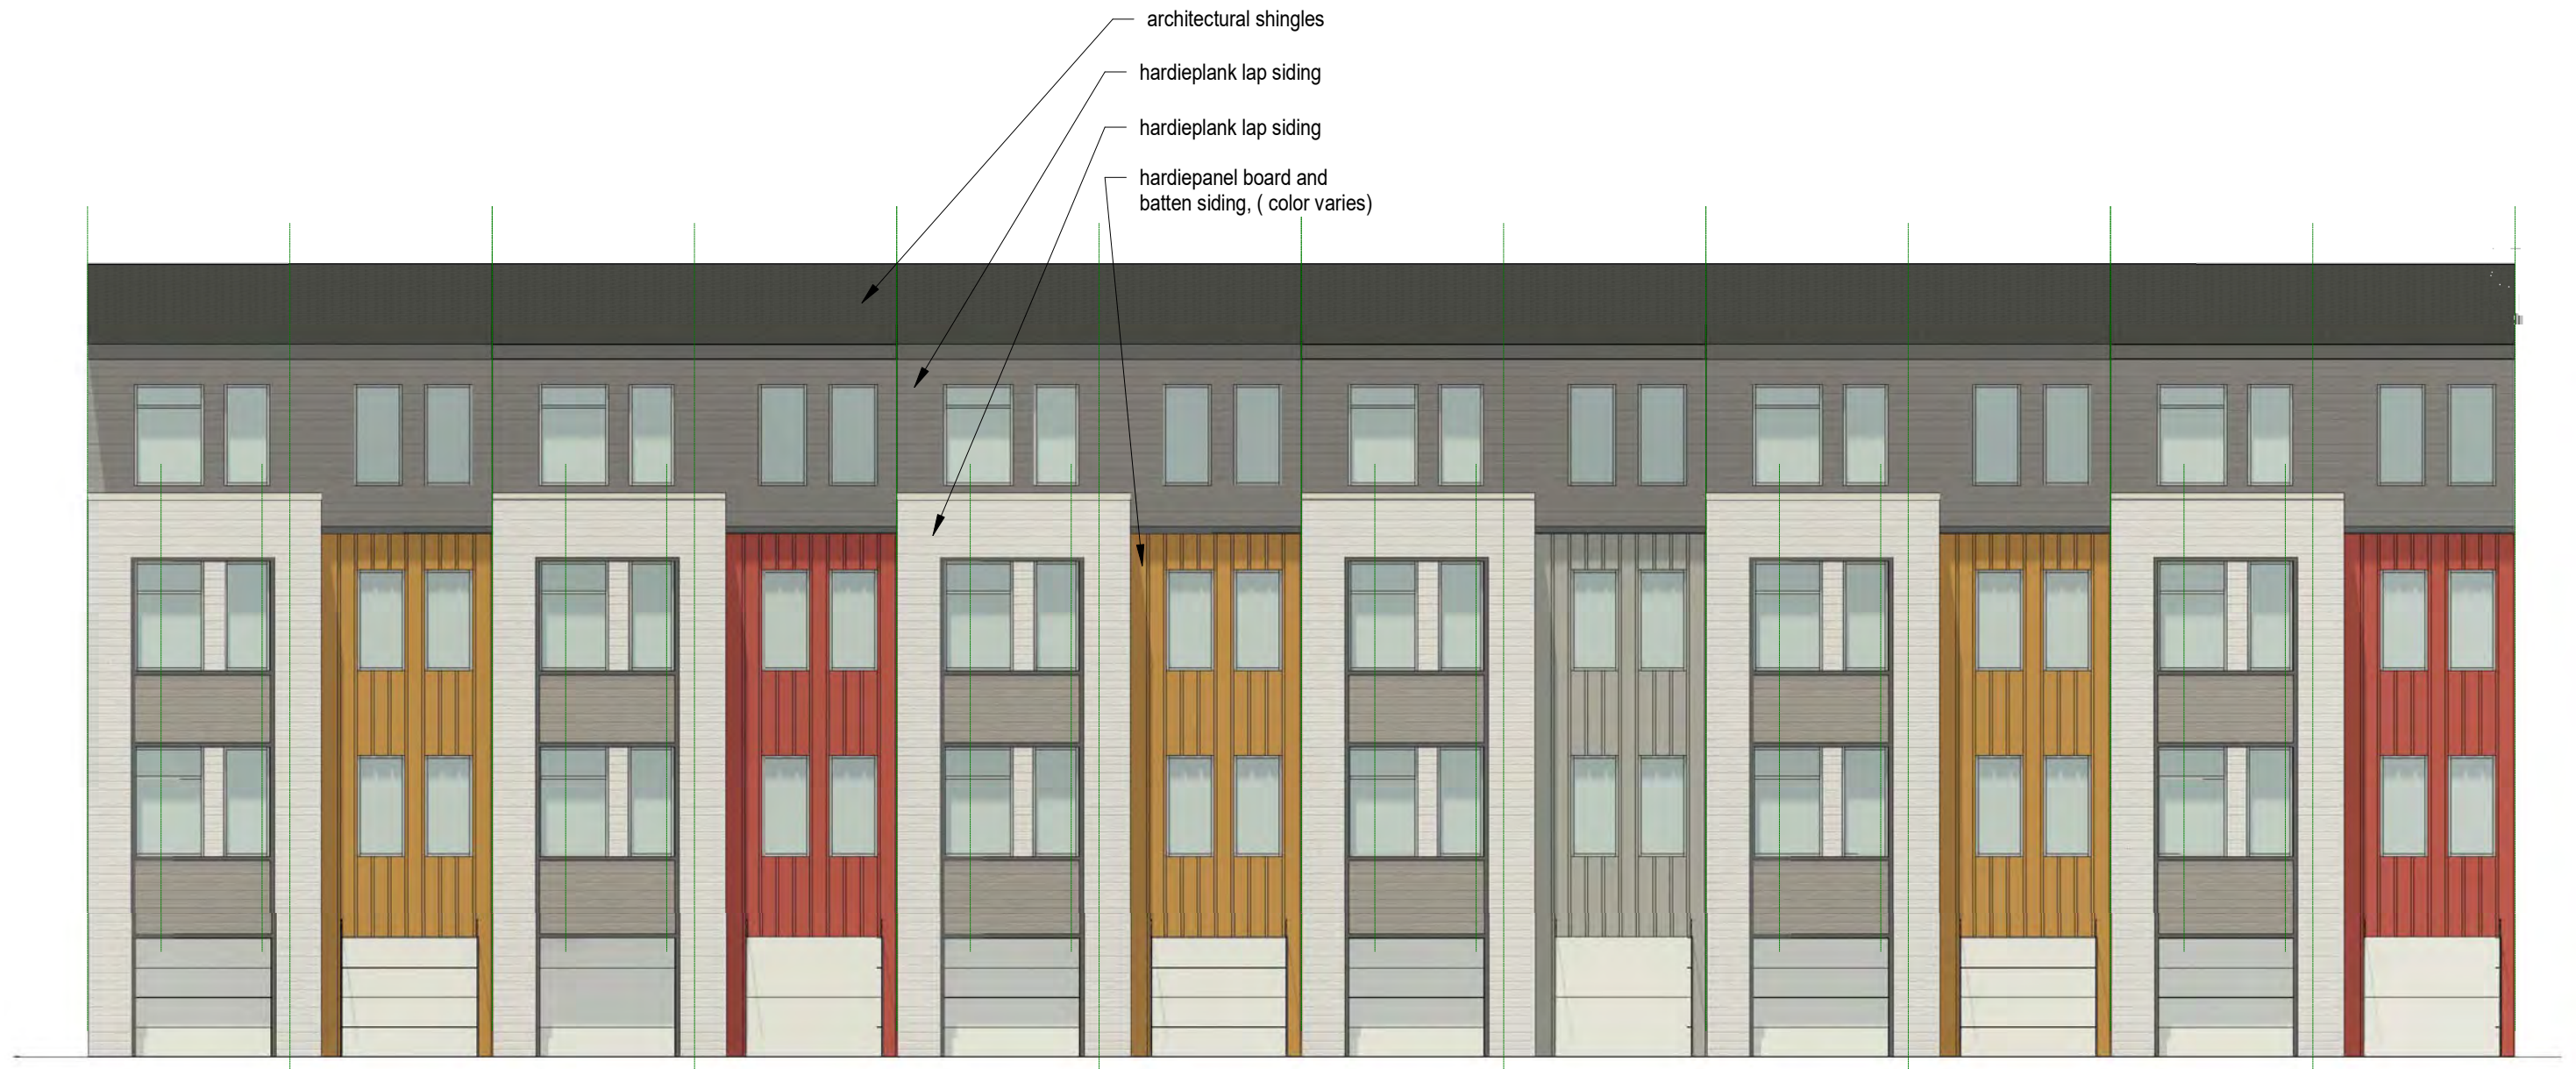 architectural shingles
hardieplank lap siding
hardieplank lap siding
hardiepanel board and
batten siding, ( color varies)